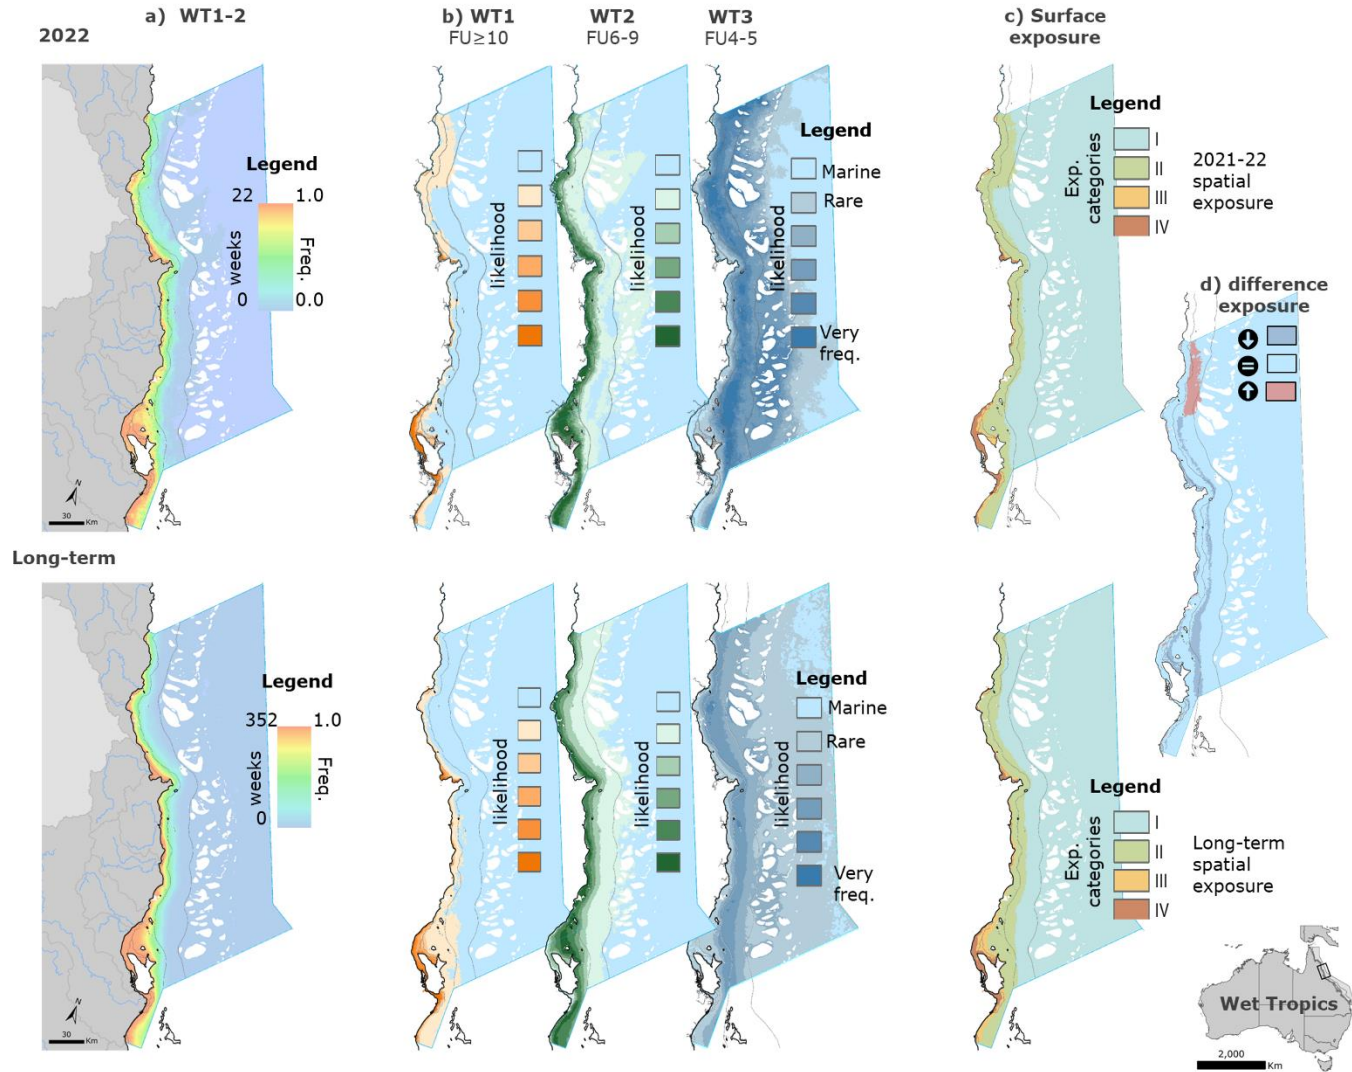 a) WT1-2
b) WT1
FU≥10
WT2
FU6-9
WT3
FU4-5
c) Surface
exposure
2022
Legend
22
1.0
weeks
Freq.
0
0.0
N
30
Km
likelihood
likelihood
Legend
likelihood
Marine
Rare
Very
freq.
Legend
Exp.
categories
I
II
III
IV
2021-22
spatial
exposure
d) difference
exposure
Long-term
Legend
352
1.0
weeks
Freq.
0
N
30
Km
likelihood
likelihood
Legend
likelihood
Marine
Rare
Very
freq.
Legend
Exp.
categories
I
II
III
IV
Long-term
spatial
exposure
Wet Tropics
2,000
Km